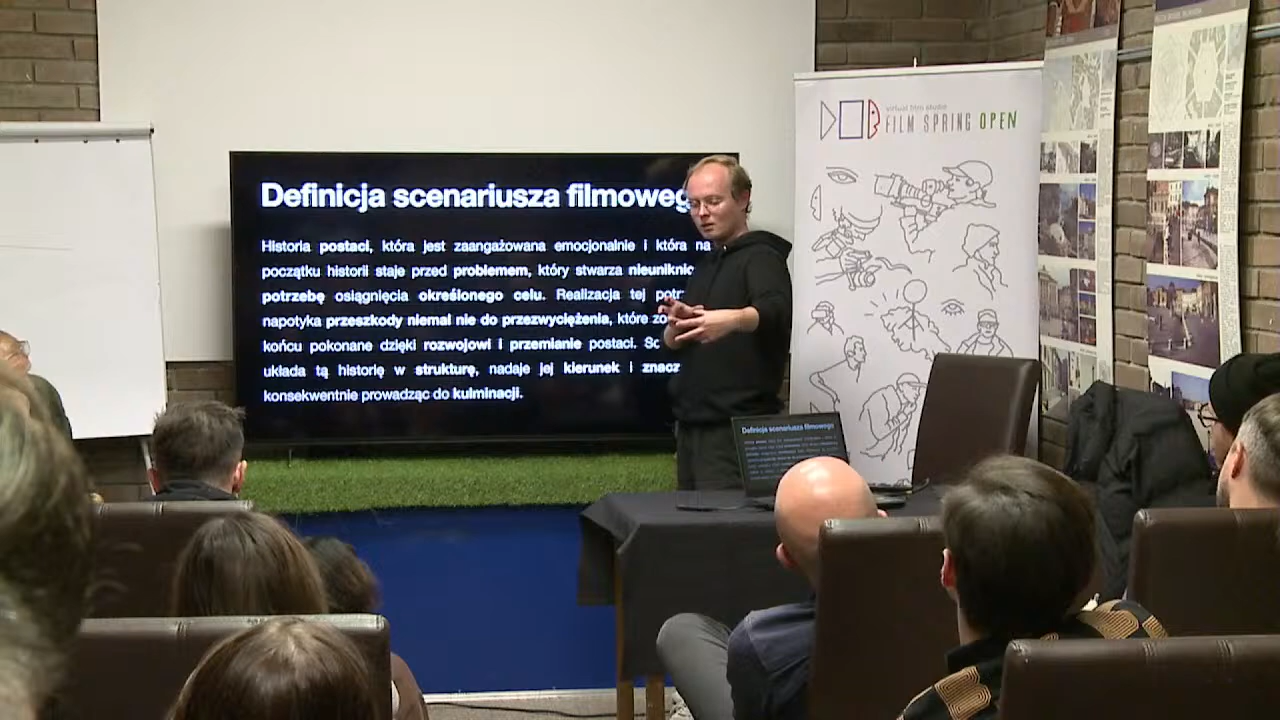 virtual film studio
FILM SPRING OPEN
Definicja scenariusza filmoweg
Historia postaci, która jest zaangażowana emocjonalnie i która na
początku historii staje przed problemem, który stwarza nieuniknio
potrzebę osiągnięcia określonego celu. Realizacja tej potrz
napotyka przeszkody niemal nie do przezwyciężenia, które zo
końcu pokonane dzięki rozwojowi i przemianie postaci. Sc
układa tą historię w strukturę, nadaje jej kierunek i znacz
konsekwentnie prowadząc do kulminacji.
Definicja scenariusza filmowego